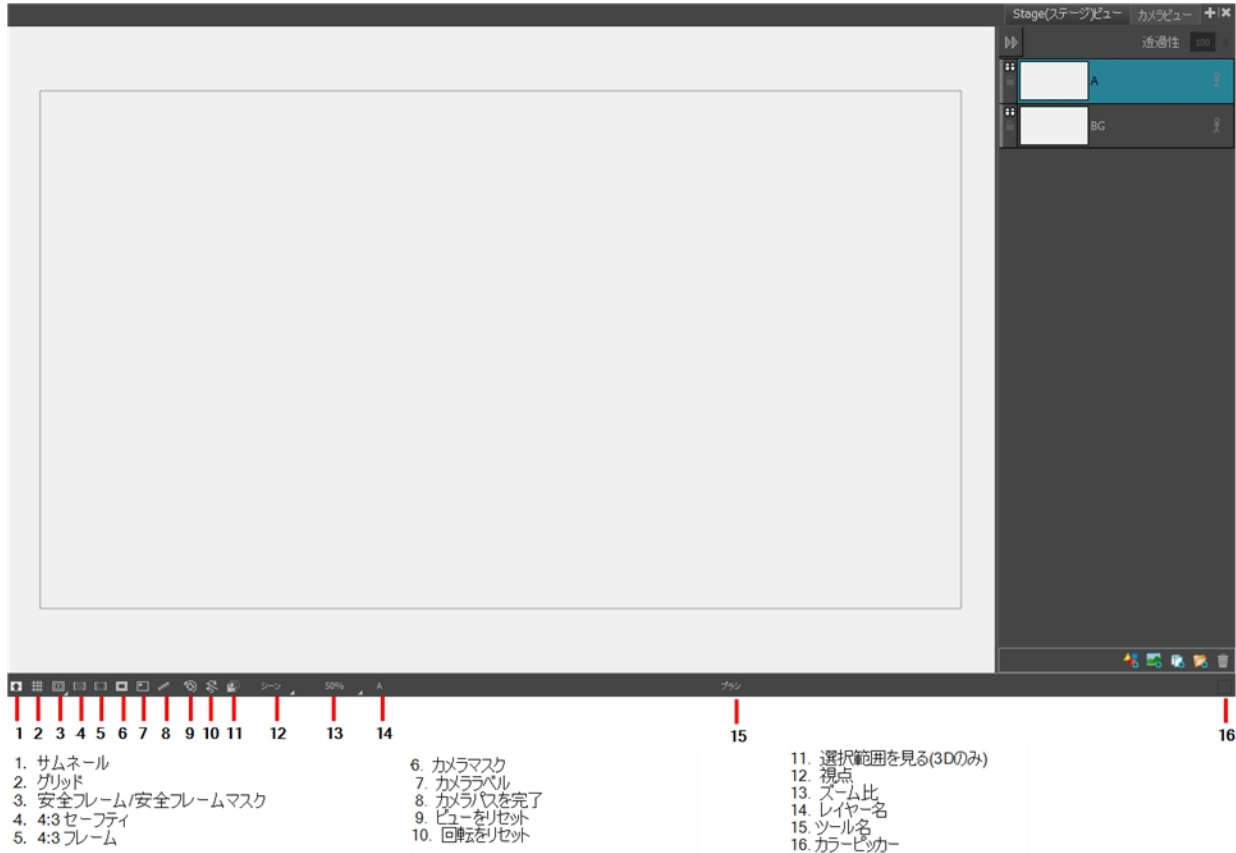 Stage(ステージ)ビュー カメラビュー
透過性 100
A
BG
シーン 50% A ブラシ
1 2 3 4 5 6 7 8 9 10 11 12 13 14 15 16
1. サムネール
2. グリッド
3. 安全フレーム/安全フレームマスク
4. 4:3 セーフティ
5. 4:3 フレーム
6. カメラマスク
7. カメララベル
8. カメラパスを完了
9. ビューをリセット
10. 回転をリセット
11. 選択範囲を見る(3Dのみ)
12. 視点
13. ズーム比
14. レイヤー名
15. ツール名
16. カラーピッカー